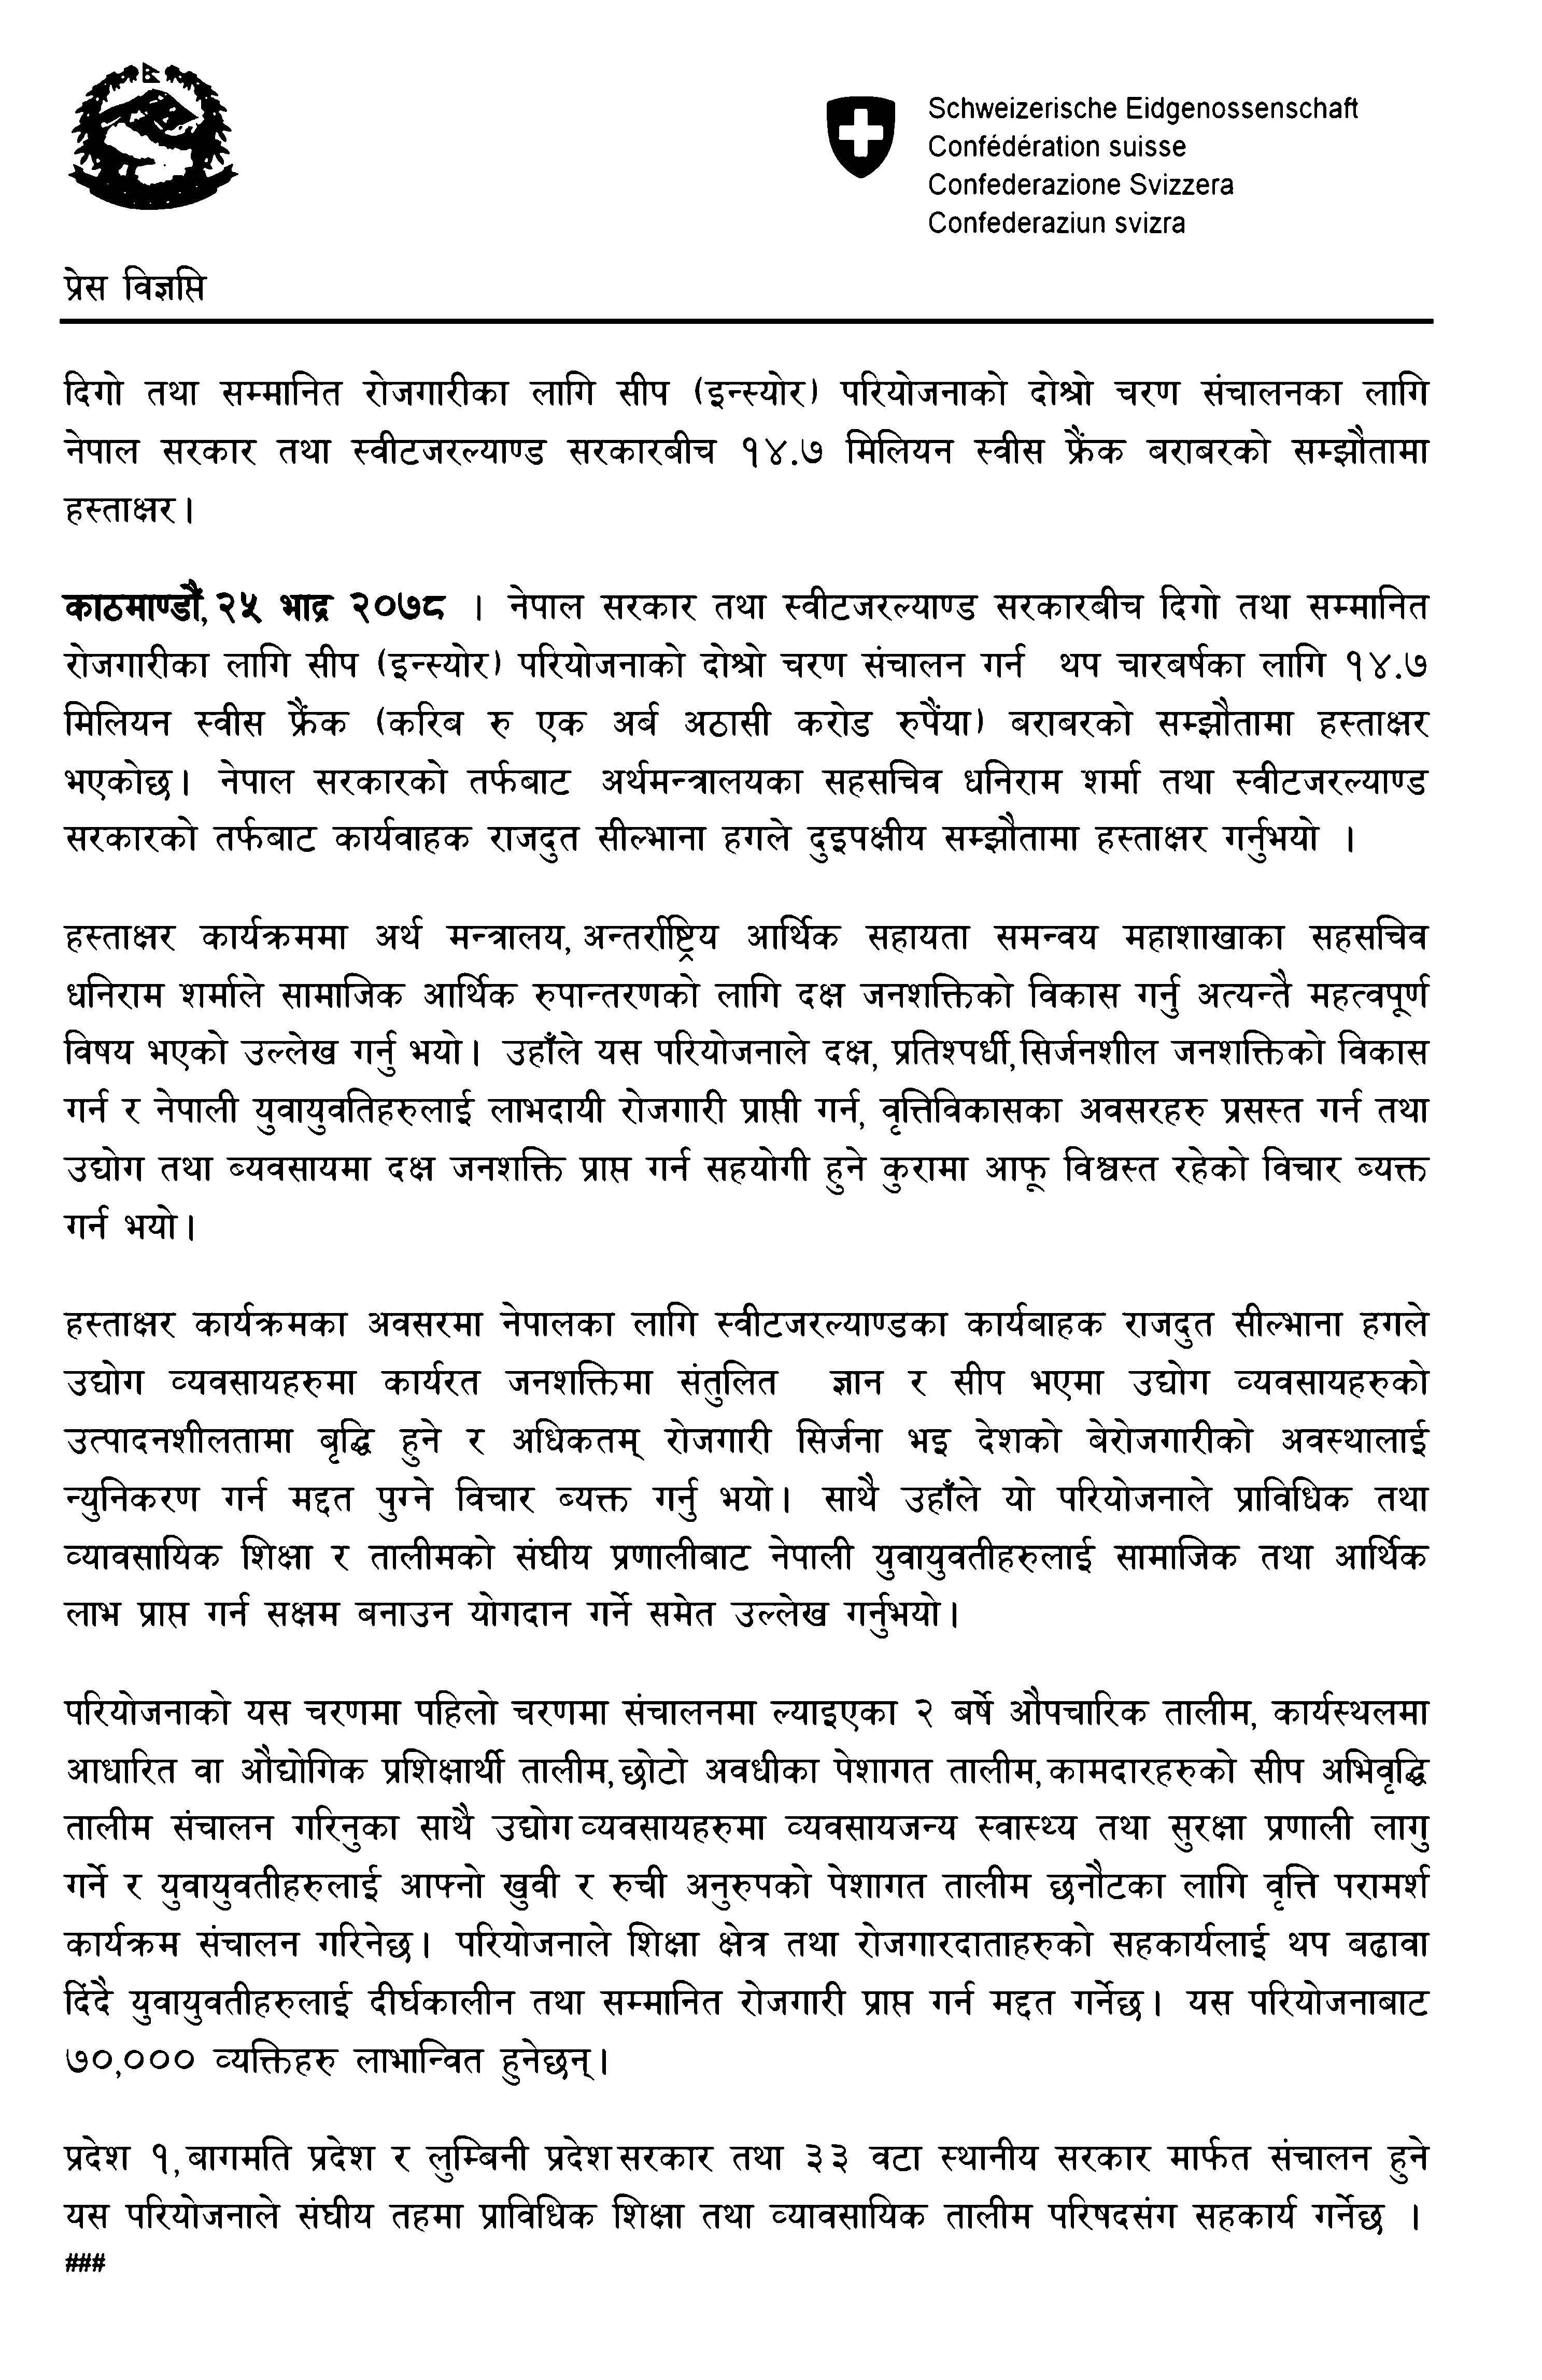 Schweizerische Eidgenossenschaft
Confédération suisse
Confederazione Svizzera
Confederaziun svizra
प्रेस विज्ञप्ति
दिगो तथा सम्मानित रोजगारीका लागि सीप (इन्स्योर) परियोजनाको दोश्रो चरण संचालनका लागि
नेपाल सरकार तथा स्वीटजरल्याण्ड सरकारबीच १४.७ मिलियन स्वीस फ्रैंक बराबरको सम्झौतामा
हस्ताक्षर।
काठमाण्डौं, २५ भाद्र २०७८ । नेपाल सरकार तथा स्वीटजरल्याण्ड सरकारबीच दिगो तथा सम्मानित
रोजगारीका लागि सीप (इन्स्योर) परियोजनाको दोश्रो चरण संचालन गर्न थप चारबर्षका लागि १४.७
मिलियन स्वीस फ्रैंक (करिब रु एक अर्ब अठासी करोड रुपैंया) बराबरको सम्झौतामा हस्ताक्षर
भएकोछ। नेपाल सरकारको तर्फबाट अर्थमन्त्रालयका सहसचिव धनिराम शर्मा तथा स्वीटजरल्याण्ड
सरकारको तर्फबाट कार्यवाहक राजदुत सील्भाना हगले दुइपक्षीय सम्झौतामा हस्ताक्षर गर्नुभयो ।
हस्ताक्षर कार्यक्रममा अर्थ मन्त्रालय, अन्तर्राष्ट्रिय आर्थिक सहायता समन्वय महाशाखाका सहसचिव
धनिराम शर्माले सामाजिक आर्थिक रुपान्तरणको लागि दक्ष जनशक्तिको विकास गर्नु अत्यन्तै महत्वपूर्ण
विषय भएको उल्लेख गर्नु भयो। उहाँले यस परियोजनाले दक्ष, प्रतिश्पर्धी, सिर्जनशील जनशक्तिको विकास
गर्न र नेपाली युवायुवतिहरुलाई लाभदायी रोजगारी प्राप्ती गर्न, वृत्तिविकासका अवसरहरु प्रसस्त गर्न तथा
उद्योग तथा ब्यवसायमा दक्ष जनशक्ति प्राप्त गर्न सहयोगी हुने कुरामा आफू विश्वस्त रहेको विचार ब्यक्त
गर्न भयो।
हस्ताक्षर कार्यक्रमका अवसरमा नेपालका लागि स्वीटजरल्याण्डका कार्यबाहक राजदुत सील्भाना हगले
उद्योग व्यवसायहरुमा कार्यरत जनशक्तिमा संतुलित ज्ञान र सीप भएमा उद्योग व्यवसायहरुको
उत्पादनशीलतामा बृद्धि हुने र अधिकतम् रोजगारी सिर्जना भइ देशको बेरोजगारीको अवस्थालाई
न्युनिकरण गर्न मद्दत पुग्ने विचार ब्यक्त गर्नु भयो। साथै उहाँले यो परियोजनाले प्राविधिक तथा
व्यावसायिक शिक्षा र तालीमको संघीय प्रणालीबाट नेपाली युवायुवतीहरुलाई सामाजिक तथा आर्थिक
लाभ प्राप्त गर्न सक्षम बनाउन योगदान गर्ने समेत उल्लेख गर्नुभयो।
परियोजनाको यस चरणमा पहिलो चरणमा संचालनमा ल्याइएका २ बर्षे औपचारिक तालीम, कार्यस्थलमा
आधारित वा औद्योगिक प्रशिक्षार्थी तालीम, छोटो अवधीका पेशागत तालीम, कामदारहरुको सीप अभिवृद्धि
तालीम संचालन गरिनुका साथै उद्योग व्यवसायहरुमा व्यवसायजन्य स्वास्थ्य तथा सुरक्षा प्रणाली लागु
गर्ने र युवायुवतीहरुलाई आफ्नो खुवी र रुची अनुरुपको पेशागत तालीम छनौटका लागि वृत्ति परामर्श
कार्यक्रम संचालन गरिनेछ। परियोजनाले शिक्षा क्षेत्र तथा रोजगारदाताहरुको सहकार्यलाई थप बढावा
दिंदै युवायुवतीहरुलाई दीर्घकालीन तथा सम्मानित रोजगारी प्राप्त गर्न मद्दत गर्नेछ। यस परियोजनाबाट
७०,००० व्यक्तिहरु लाभान्वित हुनेछन्।
प्रदेश १, बागमति प्रदेश र लुम्बिनी प्रदेश सरकार तथा ३३ वटा स्थानीय सरकार मार्फत संचालन हुने
यस परियोजनाले संघीय तहमा प्राविधिक शिक्षा तथा व्यावसायिक तालीम परिषदसंग सहकार्य गर्नेछ ।
###